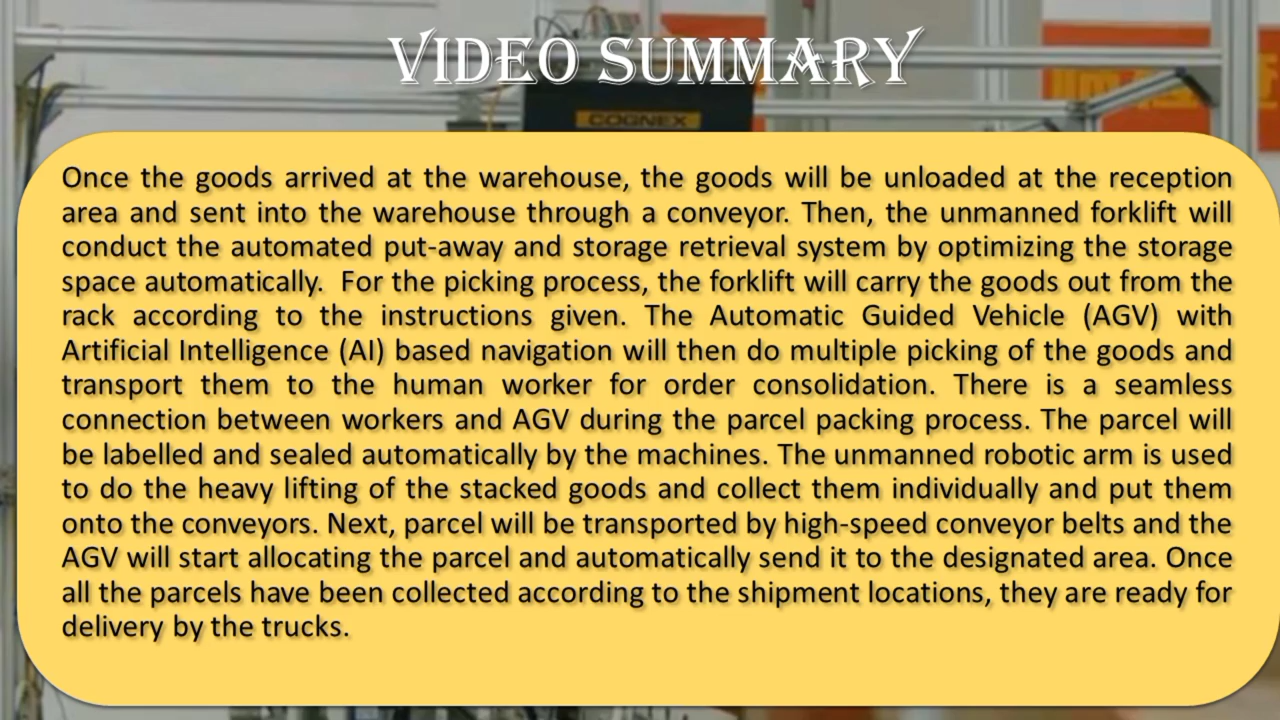 VIDEO SUMMARY
COGNEX
Once the goods arrived at the warehouse, the goods will be unloaded at the reception
area and sent into the warehouse through a conveyor. Then, the unmanned forklift will
conduct the automated put-away and storage retrieval system by optimizing the storage
space automatically.  For the picking process, the forklift will carry the goods out from the
rack according to the instructions given. The Automatic Guided Vehicle (AGV) with
Artificial Intelligence (AI) based navigation will then do multiple picking of the goods and
transport them to the human worker for order consolidation. There is a seamless
connection between workers and AGV during the parcel packing process. The parcel will
be labelled and sealed automatically by the machines. The unmanned robotic arm is used
to do the heavy lifting of the stacked goods and collect them individually and put them
onto the conveyors. Next, parcel will be transported by high-speed conveyor belts and the
AGV will start allocating the parcel and automatically send it to the designated area. Once
all the parcels have been collected according to the shipment locations, they are ready for
delivery by the trucks.